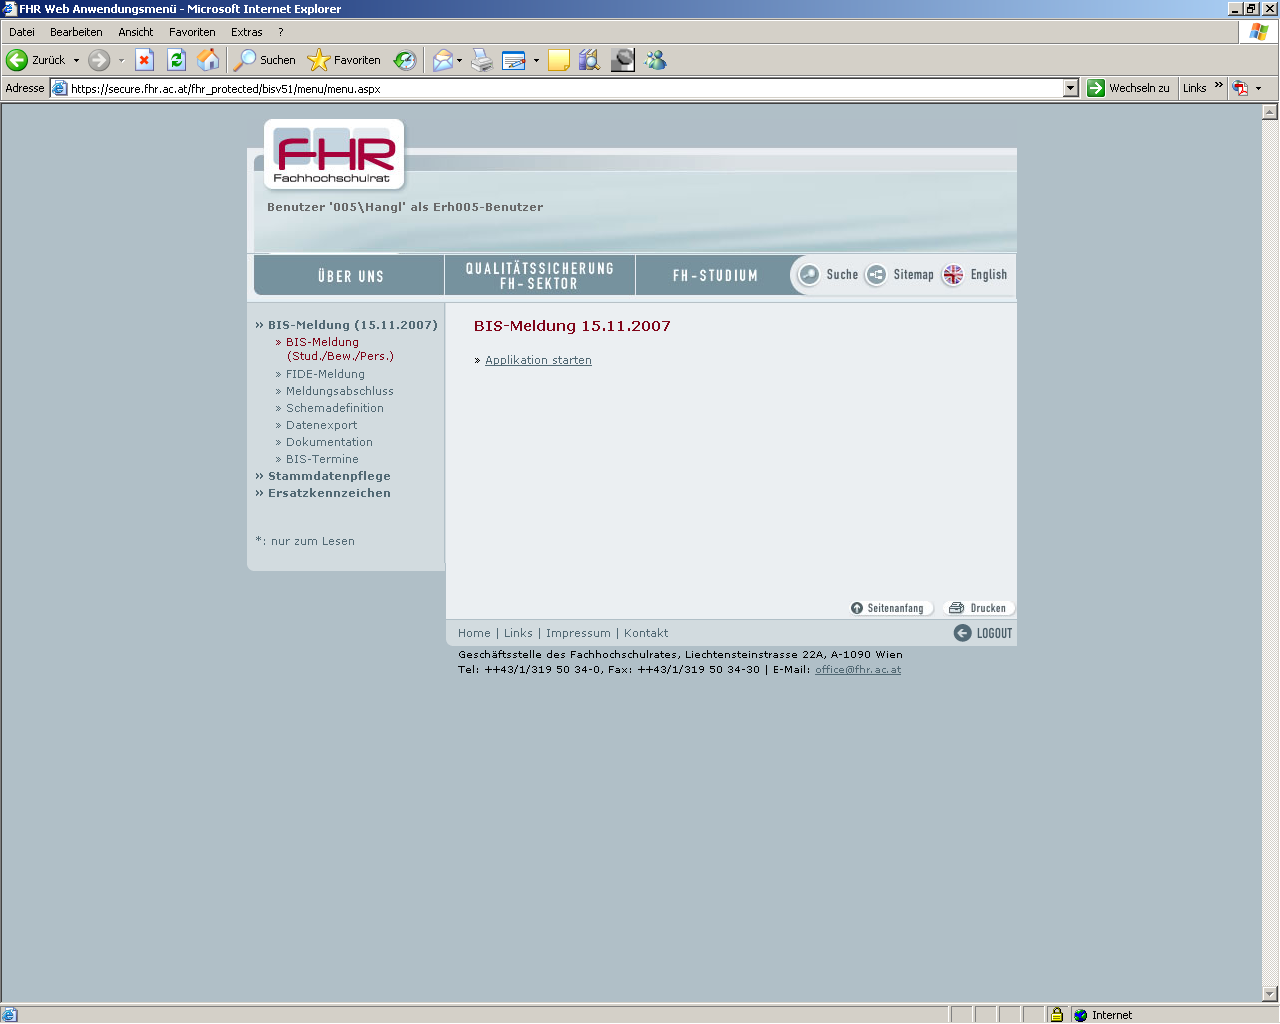 FHR Web Anwendungsmenü - Microsoft Internet Explorer
Datei Bearbeiten Ansicht Favoriten Extras ?
Zurück Suchen Favoriten
Adresse https://secure.fhr.ac.at/fhr_protected/bisv51/menu/menu.aspx Wechseln zu Links »
FHR
Fachhochschulrat
Benutzer '005\Hangl' als Erh005-Benutzer
ÜBER UNS
QUALITÄTSSICHERUNG
FH-SEKTOR
FH-STUDIUM
Suche Sitemap English
» BIS-Meldung (15.11.2007)
» BIS-Meldung
(Stud./Bew./Pers.)
» FIDE-Meldung
» Meldungsabschluss
» Schemadefinition
» Datenexport
» Dokumentation
» BIS-Termine
» Stammdatenpflege
» Ersatzkennzeichen
*: nur zum Lesen
BIS-Meldung 15.11.2007
» Applikation starten
Seitenanfang Drucken
Home | Links | Impressum | Kontakt LOGOUT
Geschäftsstelle des Fachhochschulrates, Liechtensteinstrasse 22A, A-1090 Wien
Tel: ++43/1/319 50 34-0, Fax: ++43/1/319 50 34-30 | E-Mail: office@fhr.ac.at
Internet